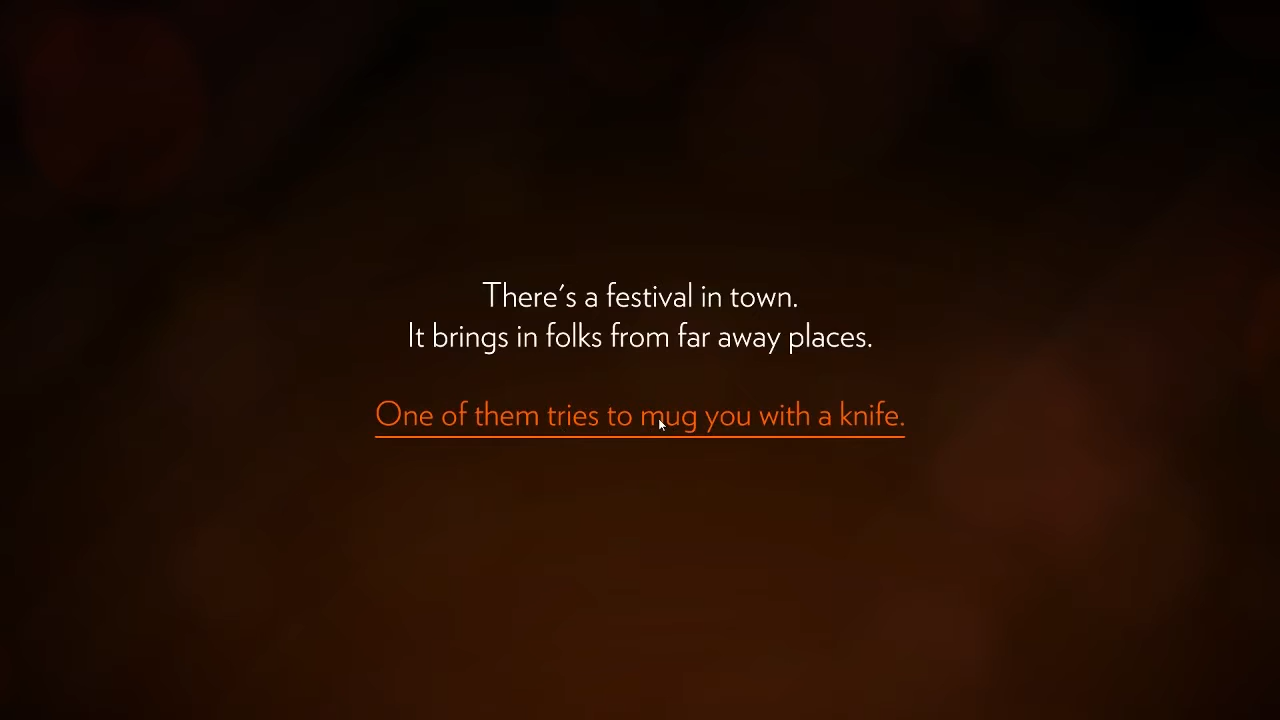 There's a festival in town.
It brings in folks from far away places.
One of them tries to mug you with a knife.